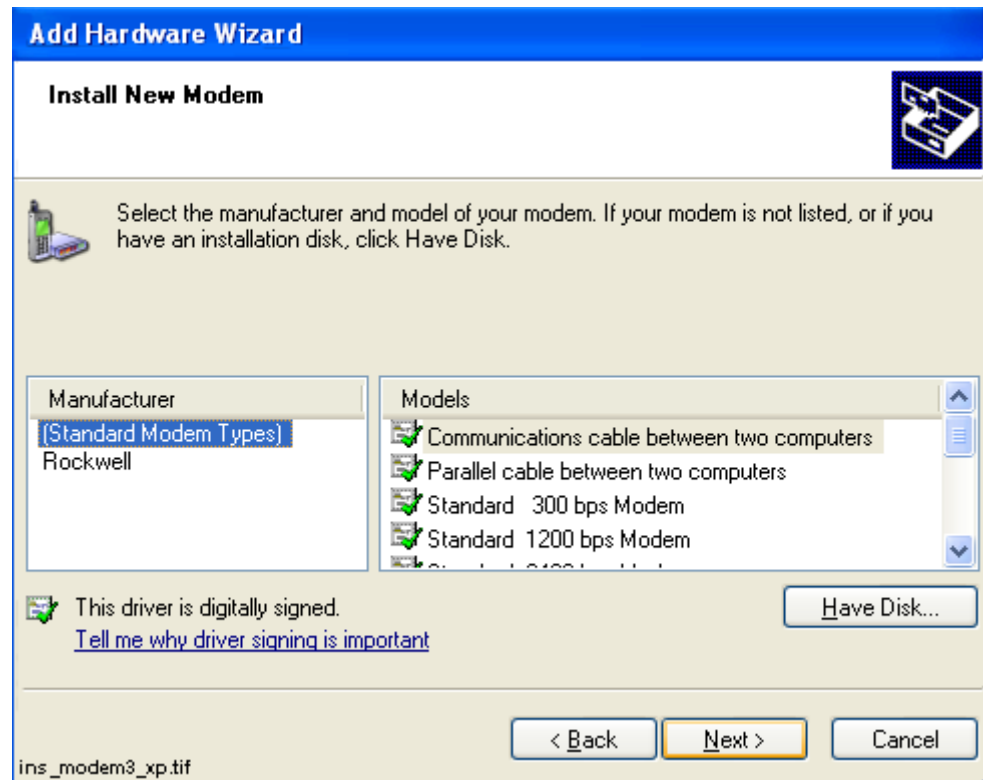 Add Hardware Wizard
Install New Modem
Select the manufacturer and model of your modem. If your modem is not listed, or if you
have an installation disk, click Have Disk.
Manufacturer
(Standard Modem Types)
Rockwell
Models
Communications cable between two computers
Parallel cable between two computers
Standard 300 bps Modem
Standard 1200 bps Modem
This driver is digitally signed.
Tell me why driver signing is important
Have Disk...
< Back
Next >
Cancel
ins_modem3_xp.tif